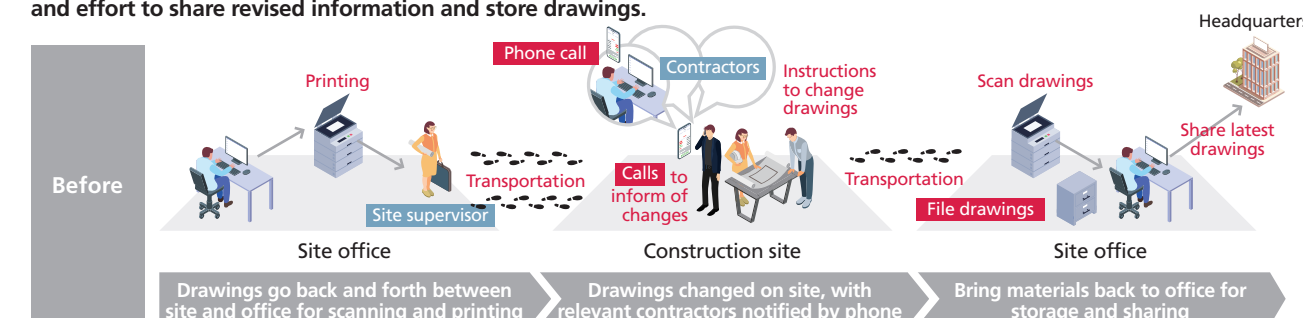 and effort to share revised information and store drawings.
Before
Printing
Site supervisor
Site office
Transportation
Phone call
Contractors
Instructions
to change
drawings
Calls to
inform of
changes
Construction site
Transportation
Scan drawings
File drawings
Site office
Headquarters
Share latest
drawings
Drawings go back and forth between
site and office for scanning and printing
Drawings changed on site, with
relevant contractors notified by phone
Bring materials back to office for
storage and sharing